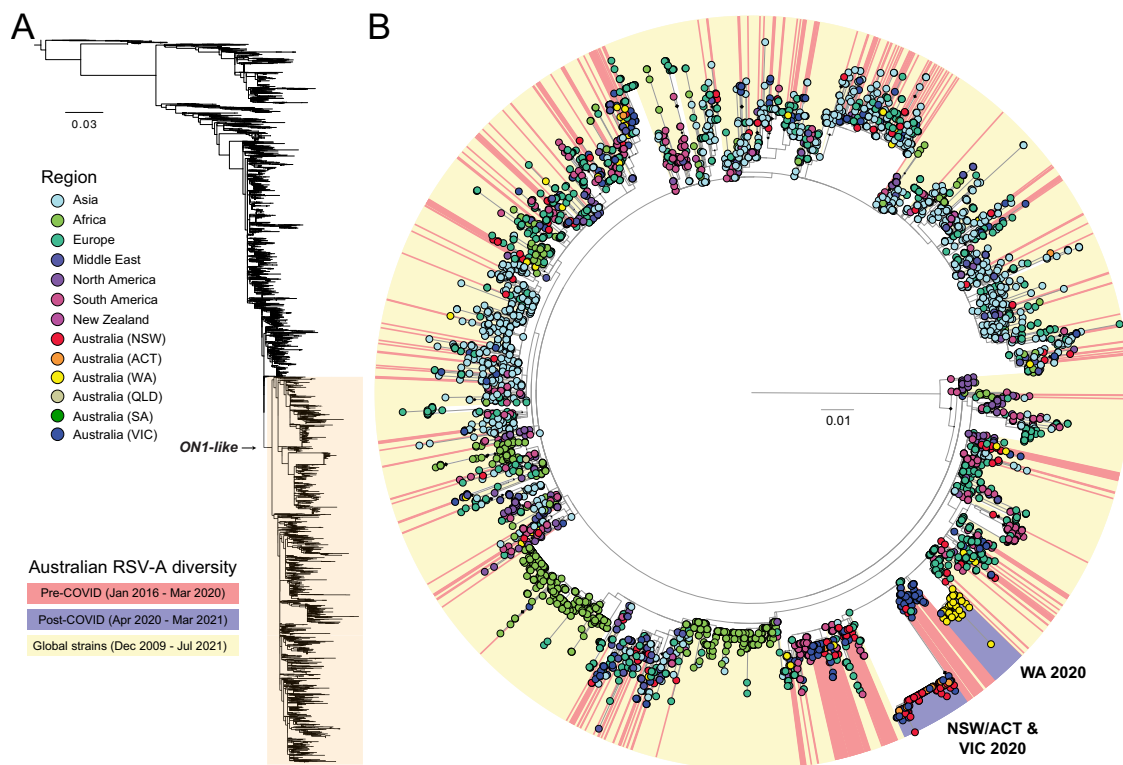 A
B
0.03
Region
Asia
Africa
Europe
Middle East
North America
South America
New Zealand
Australia (NSW)
Australia (ACT)
Australia (WA)
Australia (QLD)
Australia (SA)
Australia (VIC)
ON1-like →
0.01
Australian RSV-A diversity
Pre-COVID (Jan 2016 - Mar 2020)
Post-COVID (Apr 2020 - Mar 2021)
Global strains (Dec 2009 - Jul 2021)
WA 2020
NSW/ACT &
VIC 2020